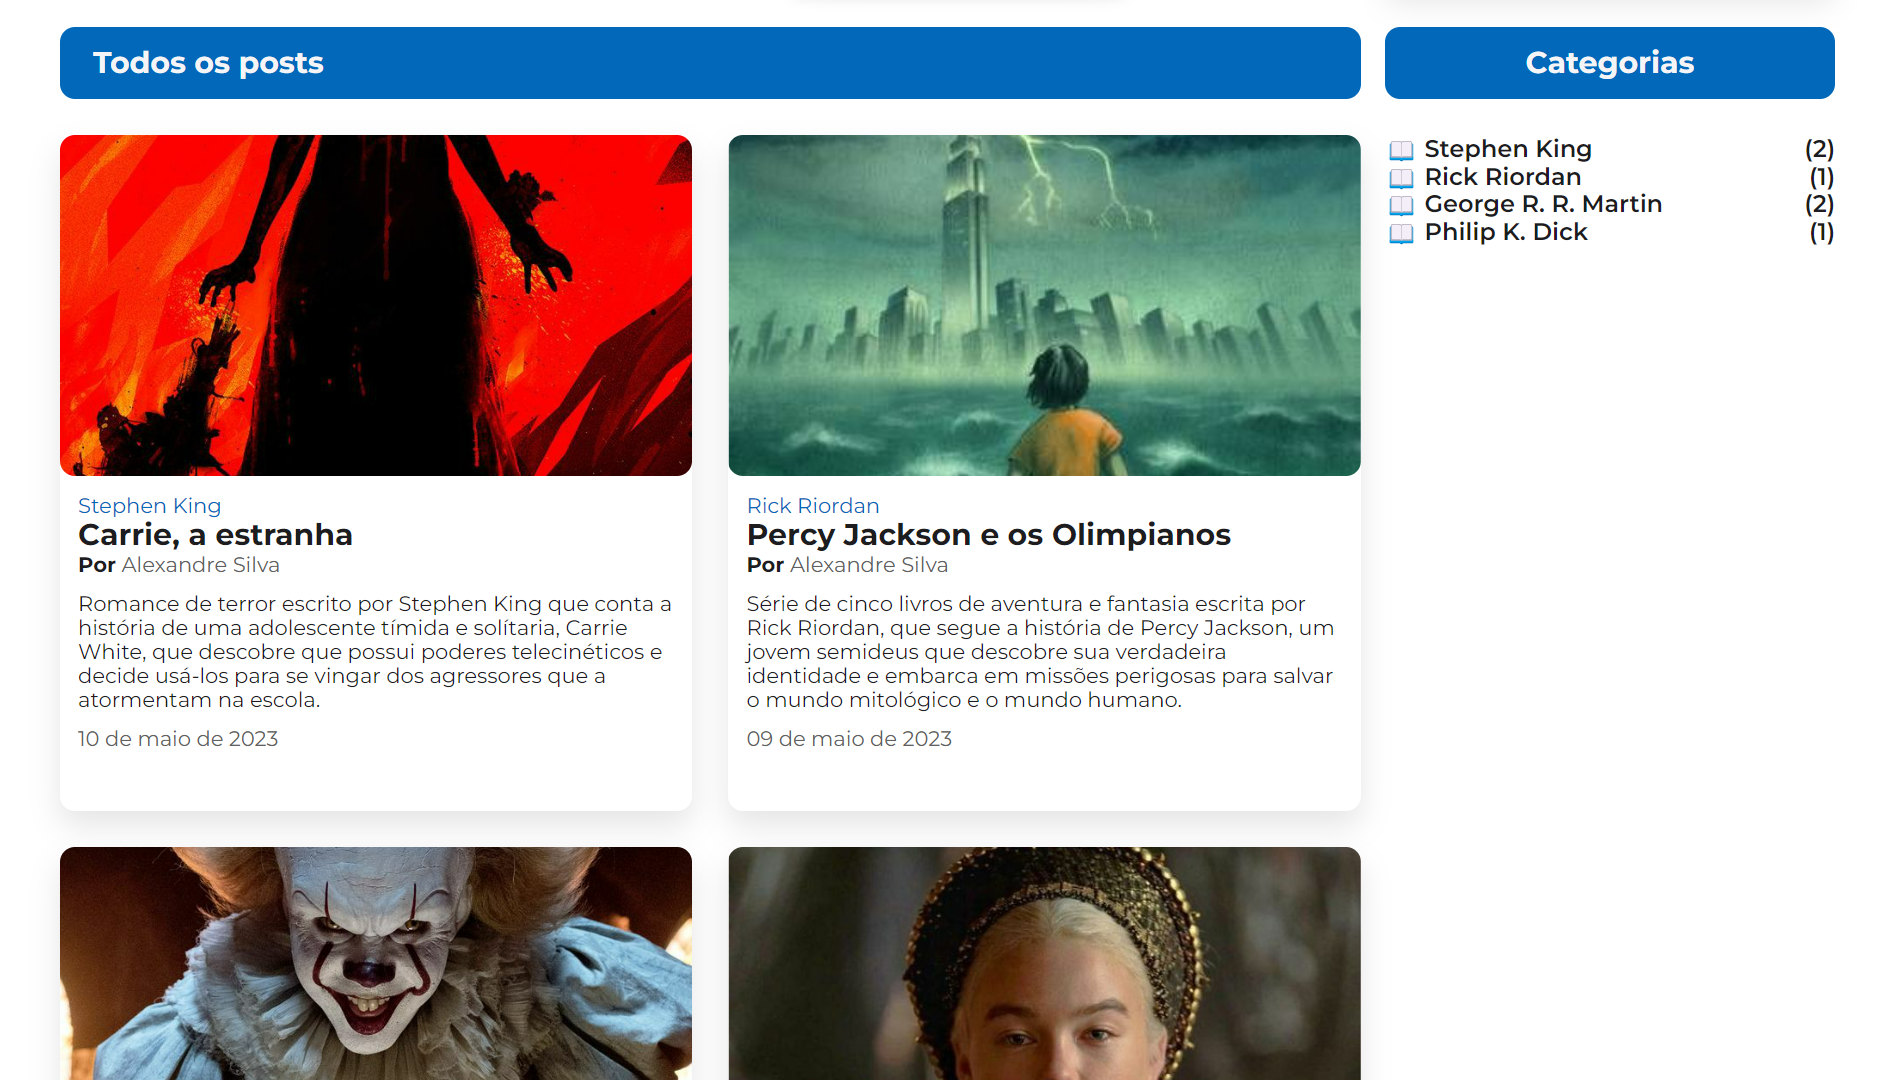 Todos os posts
Categorias
Stephen King (2)
Rick Riordan (1)
George R. R. Martin (2)
Philip K. Dick (1)
Stephen King
Carrie, a estranha
Por Alexandre Silva
Romance de terror escrito por Stephen King que conta a
história de uma adolescente tímida e solítaria, Carrie
White, que descobre que possui poderes telecinéticos e
decide usá-los para se vingar dos agressores que a
atormentam na escola.
10 de maio de 2023
Rick Riordan
Percy Jackson e os Olimpianos
Por Alexandre Silva
Série de cinco livros de aventura e fantasia escrita por
Rick Riordan, que segue a história de Percy Jackson, um
jovem semideus que descobre sua verdadeira
identidade e embarca em missões perigosas para salvar
o mundo mitológico e o mundo humano.
09 de maio de 2023